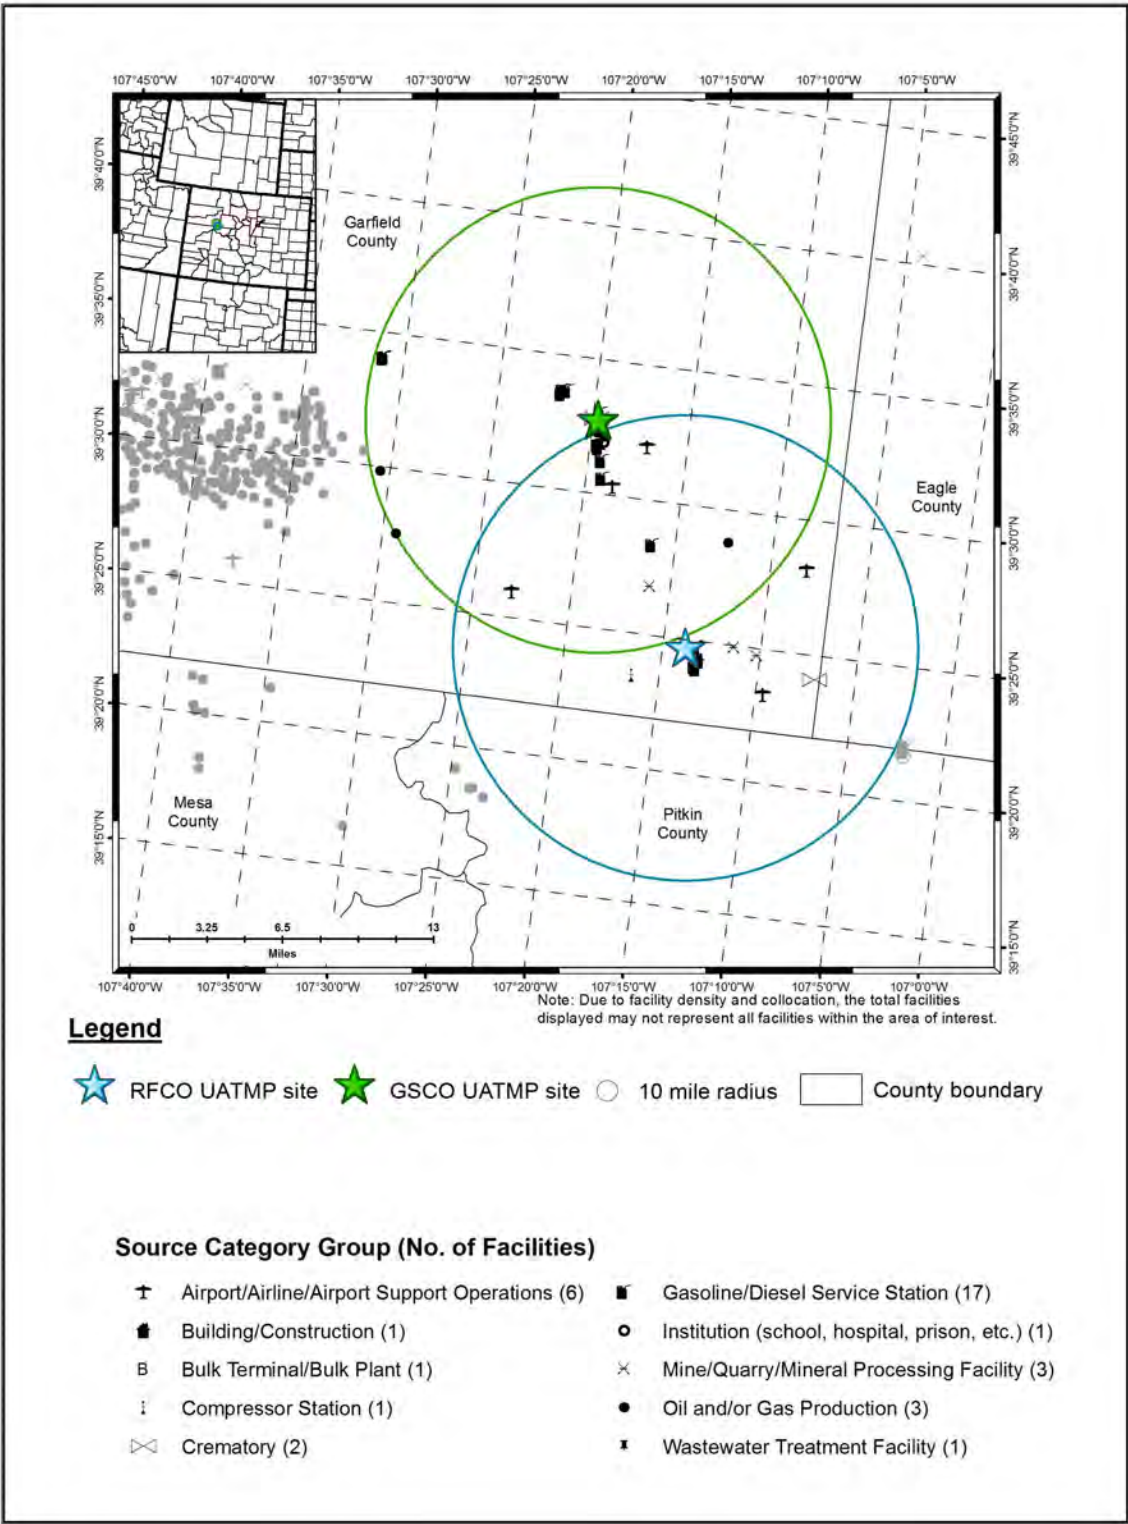 107°45'0"W 107°40'0"W 107°35'0"W 107°30'0"W 107°25'0"W 107°20'0"W 107°15'0"W 107°10'0"W 107°5'0"W
39°40'0"N
39°35'0"N
39°30'0"N
39°25'0"N
39°20'0"N
39°15'0"N
39°45'0"N
39°40'0"N
39°35'0"N
39°30'0"N
39°25'0"N
39°20'0"N
39°15'0"N
Garfield
County
Eagle
County
Mesa
County
Pitkin
County
0 3.25 6.5 13
Miles
107°40'0"W 107°35'0"W 107°30'0"W 107°25'0"W 107°20'0"W 107°15'0"W 107°10'0"W 107°5'0"W 107°0'0"W
Note: Due to facility density and collocation, the total facilities
displayed may not represent all facilities within the area of interest.
Legend
RFCO UATMP site GSCO UATMP site 10 mile radius County boundary
Source Category Group (No. of Facilities)
Airport/Airline/Airport Support Operations (6)
Building/Construction (1)
B Bulk Terminal/Bulk Plant (1)
Compressor Station (1)
Crematory (2)
Gasoline/Diesel Service Station (17)
Institution (school, hospital, prison, etc.) (1)
Mine/Quarry/Mineral Processing Facility (3)
Oil and/or Gas Production (3)
Wastewater Treatment Facility (1)